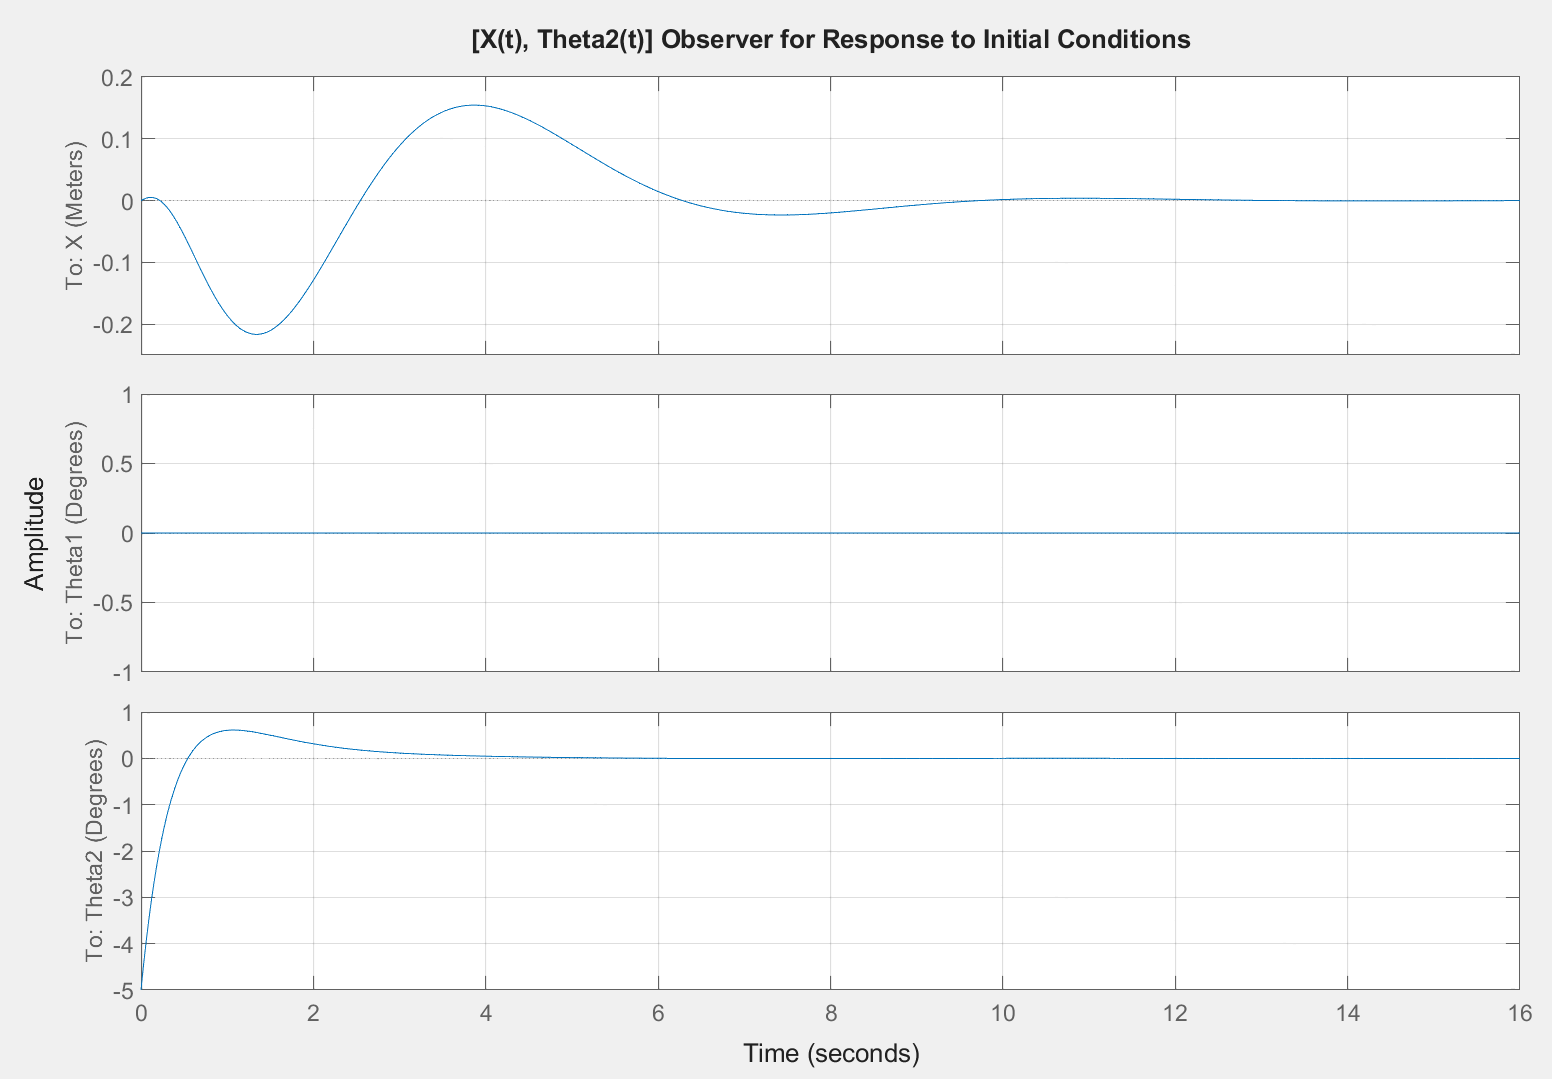 [X(t), Theta2(t)] Observer for Response to Initial Conditions
To: X (Meters)
0.2
0.1
0
-0.1
-0.2
Amplitude
To: Theta1 (Degrees)
1
0.5
0
-0.5
-1
To: Theta2 (Degrees)
1
0
-1
-2
-3
-4
-5
0 2 4 6 8 10 12 14 16
Time (seconds)